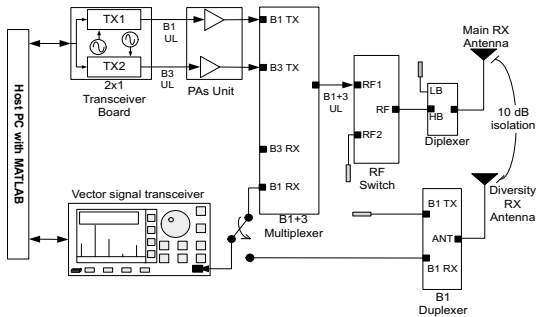 Host PC with MATLAB
TX1
TX2
2x1
Transceiver
Board
B1
UL
B3
UL
PAs Unit
B1 TX
B3 TX
B3 RX
B1 RX
B1+3
Multiplexer
B1+3
UL
RF1
RF
RF2
RF
Switch
LB
HB
Diplexer
Main RX
Antenna
10 dB
isolation
Diversity
RX
Antenna
Vector signal transceiver
B1 TX
ANT
B1 RX
B1
Duplexer